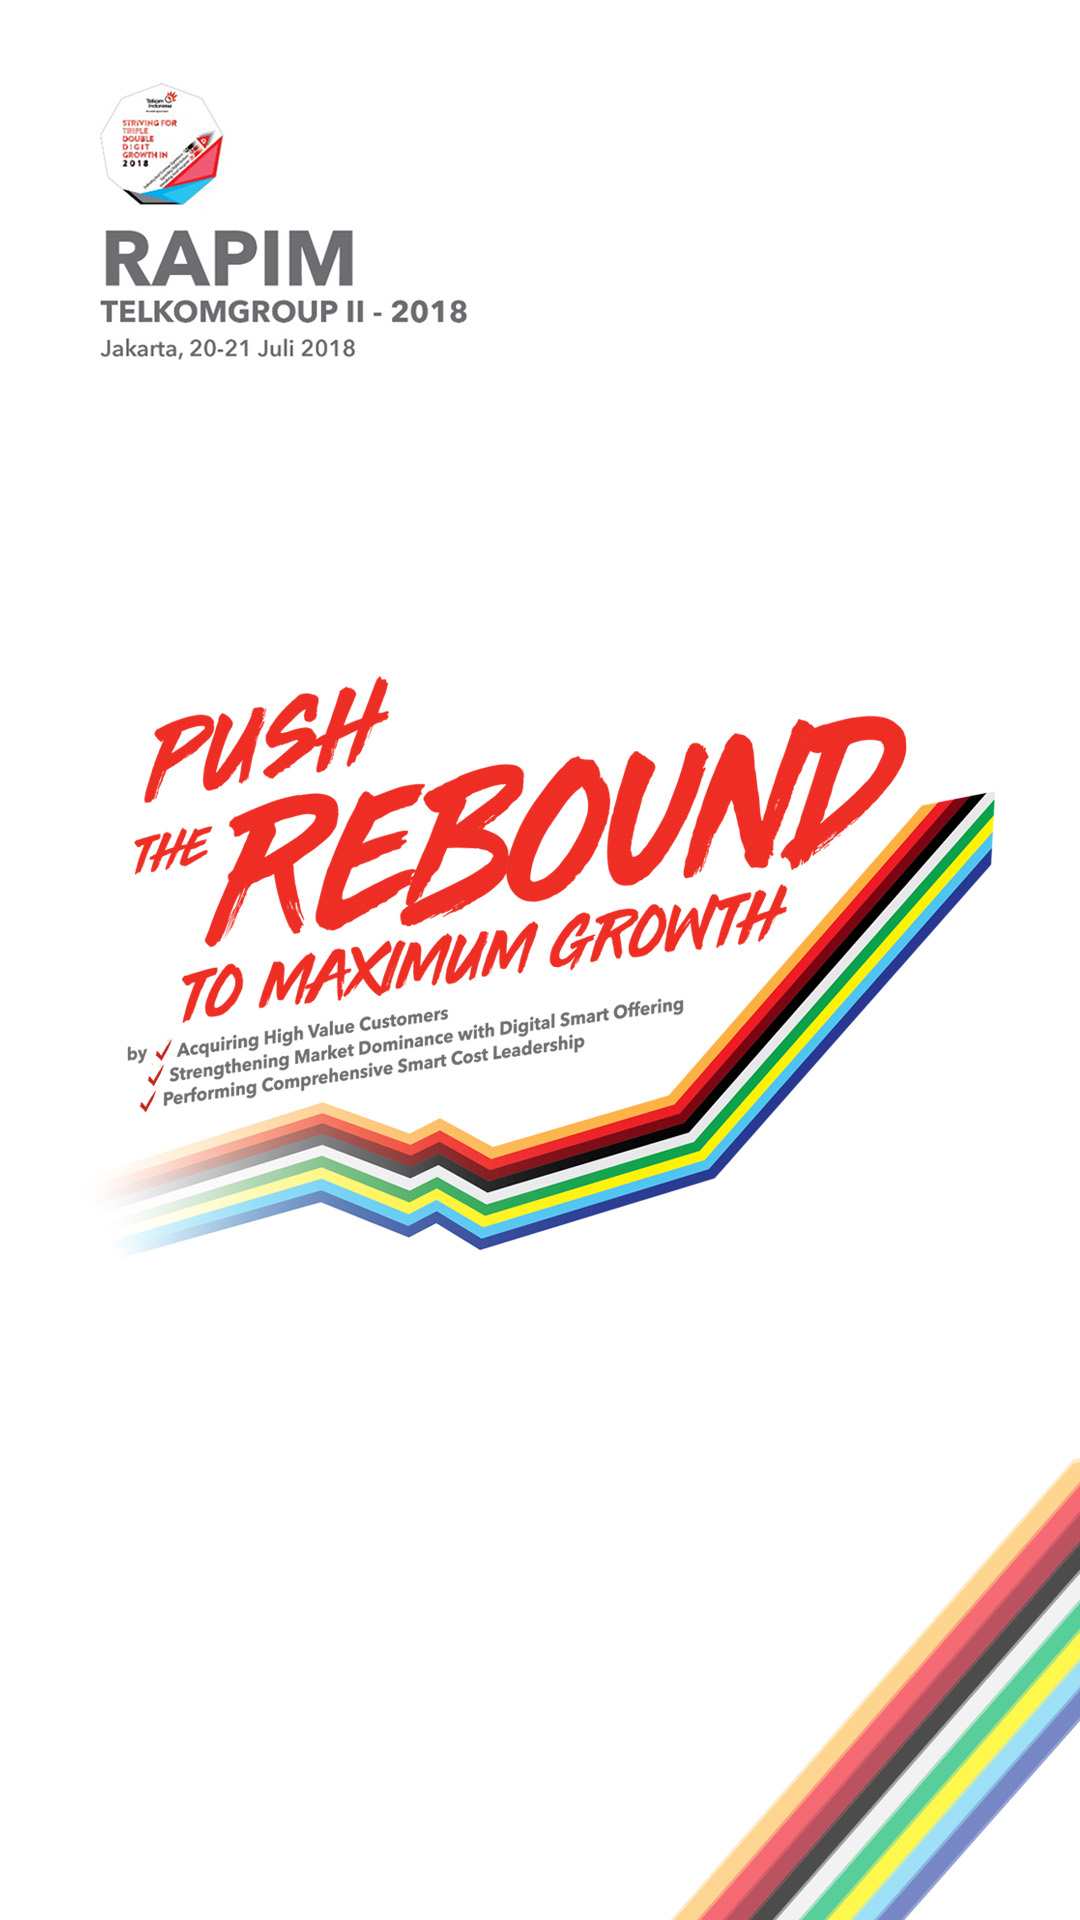 Telkom
Indonesia
STRIVING FOR
TRIPLE
DOUBLE
DIGIT
GROWTH IN
2018
RAPIM
TELKOMGROUP II - 2018
Jakarta, 20-21 Juli 2018
PUSH
THE REBOUND
TO MAXIMUM GROWTH
by ✓ Acquiring High Value Customers
✓ Strengthening Market Dominance with Digital Smart Offering
✓ Performing Comprehensive Smart Cost Leadership